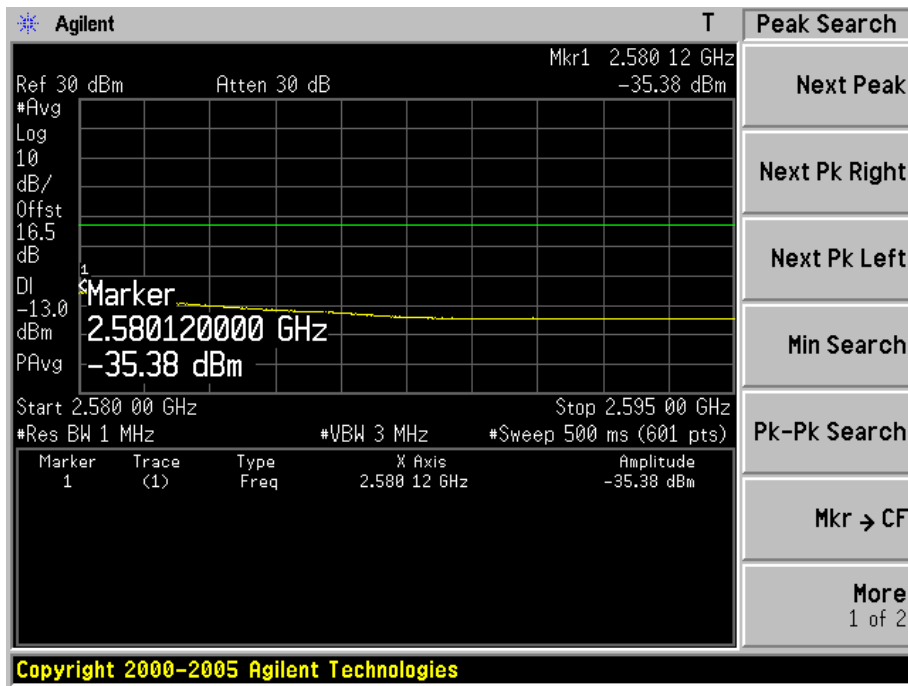 Agilent T
Peak Search
Mkr1 2.580 12 GHz
Ref 30 dBm Atten 30 dB -35.38 dBm
#Avg
Log
10
dB/
Offst
16.5
dB
DI
-13.0
dBm
PAvg
1
Marker
2.580120000 GHz
-35.38 dBm
Start 2.580 00 GHz Stop 2.595 00 GHz
#Res BW 1 MHz #VBW 3 MHz #Sweep 500 ms (601 pts)
Marker Trace Type X Axis Amplitude
1 (1) Freq 2.580 12 GHz -35.38 dBm
Next Peak
Next Pk Right
Next Pk Left
Min Search
Pk-Pk Search
Mkr → CF
More
1 of 2
Copyright 2000-2005 Agilent Technologies